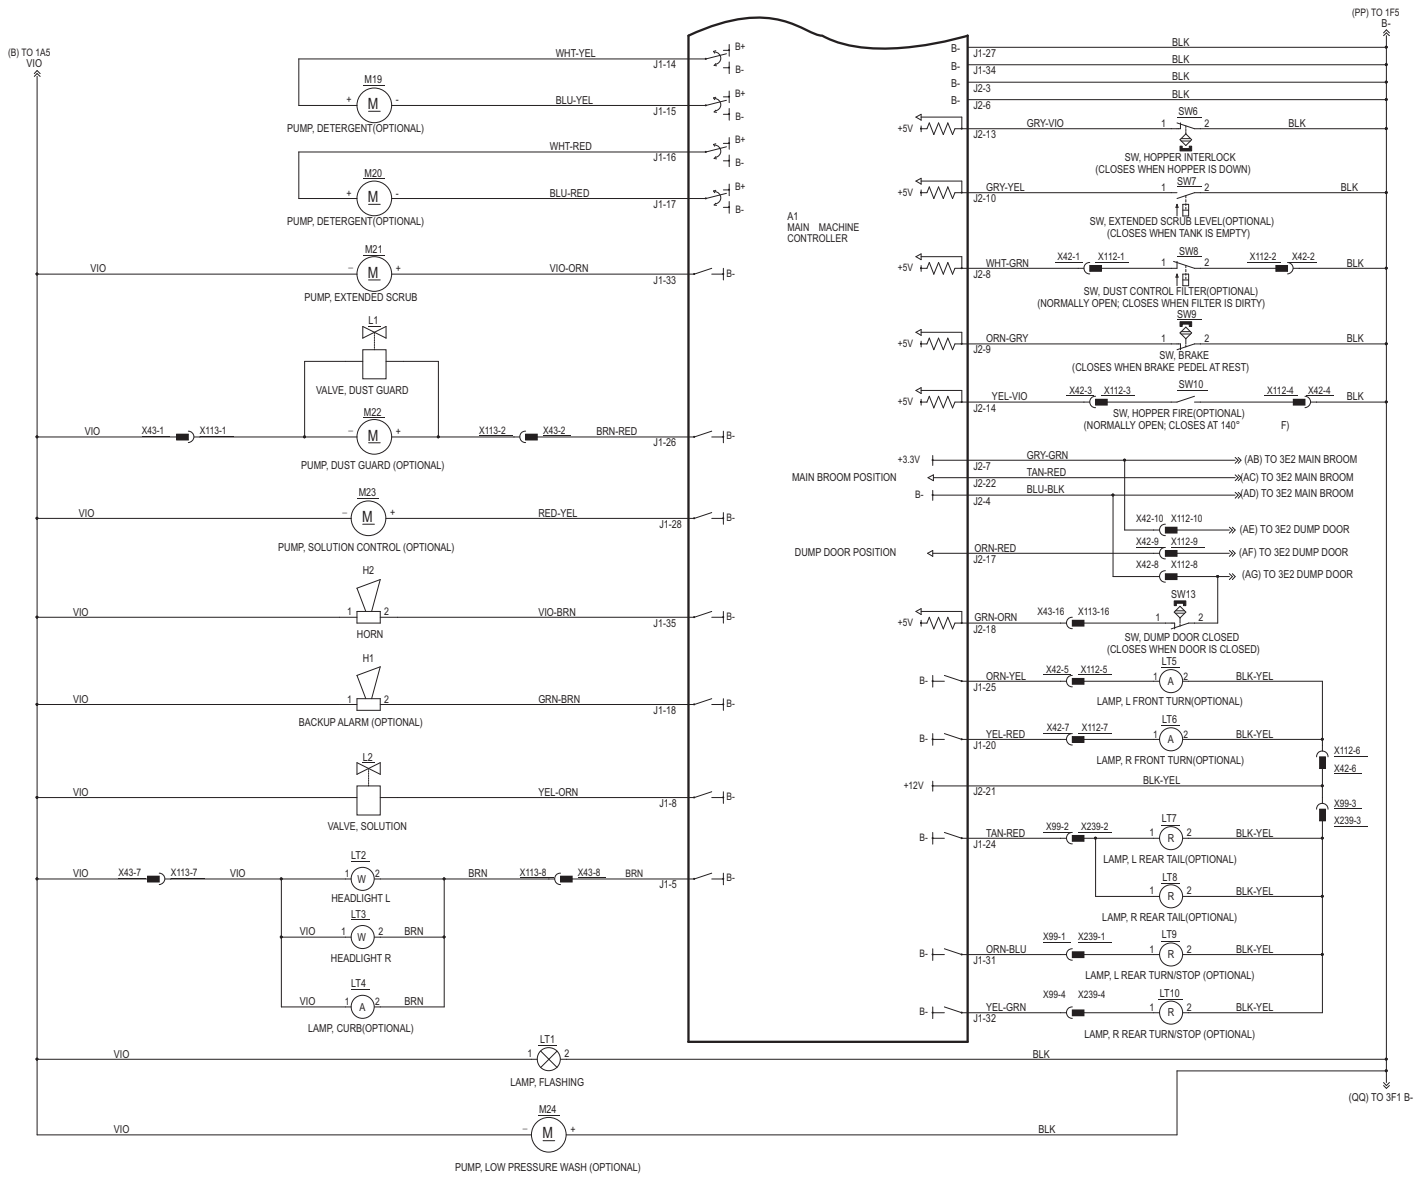 (B) TO 1A5
VIO
(PP) TO 1F5
B-
WHT-YEL
J1-14
B+
B-
M19
+ M -
BLU-YEL
J1-15
B+
B-
PUMP, DETERGENT(OPTIONAL)
WHT-RED
J1-16
B+
B-
M20
+ M -
BLU-RED
J1-17
B+
B-
PUMP, DETERGENT(OPTIONAL)
VIO
M21
– M +
VIO-ORN
J1-33
B-
PUMP, EXTENDED SCRUB
L1
VALVE, DUST GUARD
VIO
X43-1
X113-1
M22
– M +
X113-2
X43-2
BRN-RED
J1-26
B-
PUMP, DUST GUARD (OPTIONAL)
VIO
M23
– M +
RED-YEL
J1-28
B-
PUMP, SOLUTION CONTROL (OPTIONAL)
H2
VIO
1 2
VIO-BRN
J1-35
B-
HORN
H1
VIO
1 2
GRN-BRN
J1-18
B-
BACKUP ALARM (OPTIONAL)
L2
VIO
YEL-ORN
J1-8
B-
VALVE, SOLUTION
VIO
X43-7
X113-7
VIO
LT2
1 W 2
BRN
X113-8
X43-8
BRN
J1-5
B-
HEADLIGHT L
LT3
VIO
1 W 2
BRN
HEADLIGHT R
LT4
VIO
1 A 2
BRN
LAMP, CURB(OPTIONAL)
A1
MAIN MACHINE
CONTROLLER
B-
J1-27
BLK
B-
J1-34
BLK
B-
J2-3
BLK
B-
J2-6
BLK
+5V
J2-13
GRY-VIO
SW6
1 2
BLK
SW, HOPPER INTERLOCK
(CLOSES WHEN HOPPER IS DOWN)
+5V
J2-10
GRY-YEL
SW7
1 2
BLK
SW, EXTENDED SCRUB LEVEL(OPTIONAL)
(CLOSES WHEN TANK IS EMPTY)
+5V
J2-8
WHT-GRN
X42-1
X112-1
SW8
1 2
X112-2
X42-2
BLK
SW, DUST CONTROL FILTER(OPTIONAL)
(NORMALLY OPEN; CLOSES WHEN FILTER IS DIRTY)
+5V
J2-9
ORN-GRY
SW9
1 2
BLK
SW, BRAKE
(CLOSES WHEN BRAKE PEDEL AT REST)
+5V
J2-14
YEL-VIO
X42-3
X112-3
SW10
X112-4
X42-4
BLK
SW, HOPPER FIRE(OPTIONAL)
(NORMALLY OPEN; CLOSES AT 140° F)
+3.3V
J2-7
GRY-GRN
(AB) TO 3E2 MAIN BROOM
MAIN BROOM POSITION
J2-22
TAN-RED
(AC) TO 3E2 MAIN BROOM
B-
J2-4
BLU-BLK
(AD) TO 3E2 MAIN BROOM
X42-10
X112-10
(AE) TO 3E2 DUMP DOOR
DUMP DOOR POSITION
ORN-RED
J2-17
X42-9
X112-9
(AF) TO 3E2 DUMP DOOR
X42-8
X112-8
(AG) TO 3E2 DUMP DOOR
+5V
GRN-ORN
J2-18
X43-16
X113-16
SW13
1 2
SW, DUMP DOOR CLOSED
(CLOSES WHEN DOOR IS CLOSED)
B-
ORN-YEL
J1-25
X42-5
X112-5
LT5
1 A 2
BLK-YEL
LAMP, L FRONT TURN(OPTIONAL)
B-
YEL-RED
J1-20
X42-7
X112-7
LT6
1 A 2
BLK-YEL
LAMP, R FRONT TURN(OPTIONAL)
X112-6
X42-6
+12V
J2-21
BLK-YEL
X99-3
X239-3
B-
TAN-RED
J1-24
X99-2
X239-2
LT7
1 R 2
BLK-YEL
LAMP, L REAR TAIL(OPTIONAL)
LT8
1 R 2
BLK-YEL
LAMP, R REAR TAIL(OPTIONAL)
B-
ORN-BLU
J1-31
X99-1
X239-1
LT9
1 R 2
BLK-YEL
LAMP, L REAR TURN/STOP (OPTIONAL)
B-
YEL-GRN
J1-32
X99-4
X239-4
LT10
1 R 2
BLK-YEL
LAMP, R REAR TURN/STOP (OPTIONAL)
VIO
LT1
1 2
BLK
LAMP, FLASHING
(QQ) TO 3F1 B-
VIO
M24
– M +
BLK
PUMP, LOW PRESSURE WASH (OPTIONAL)